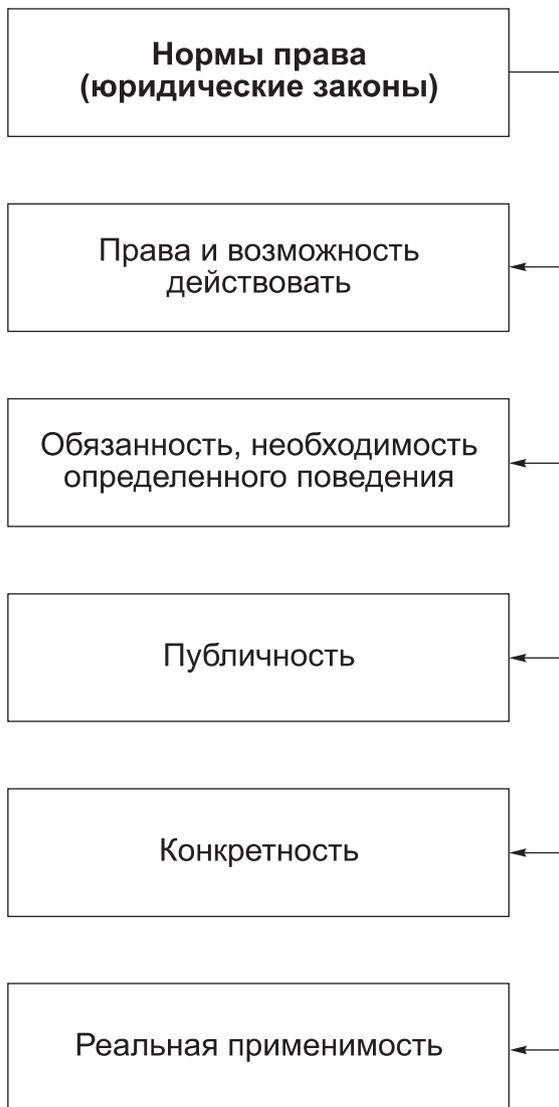 Нормы права
(юридические законы)
Права и возможность
действовать
Обязанность, необходимость
определенного поведения
Публичность
Конкретность
Реальная применимость